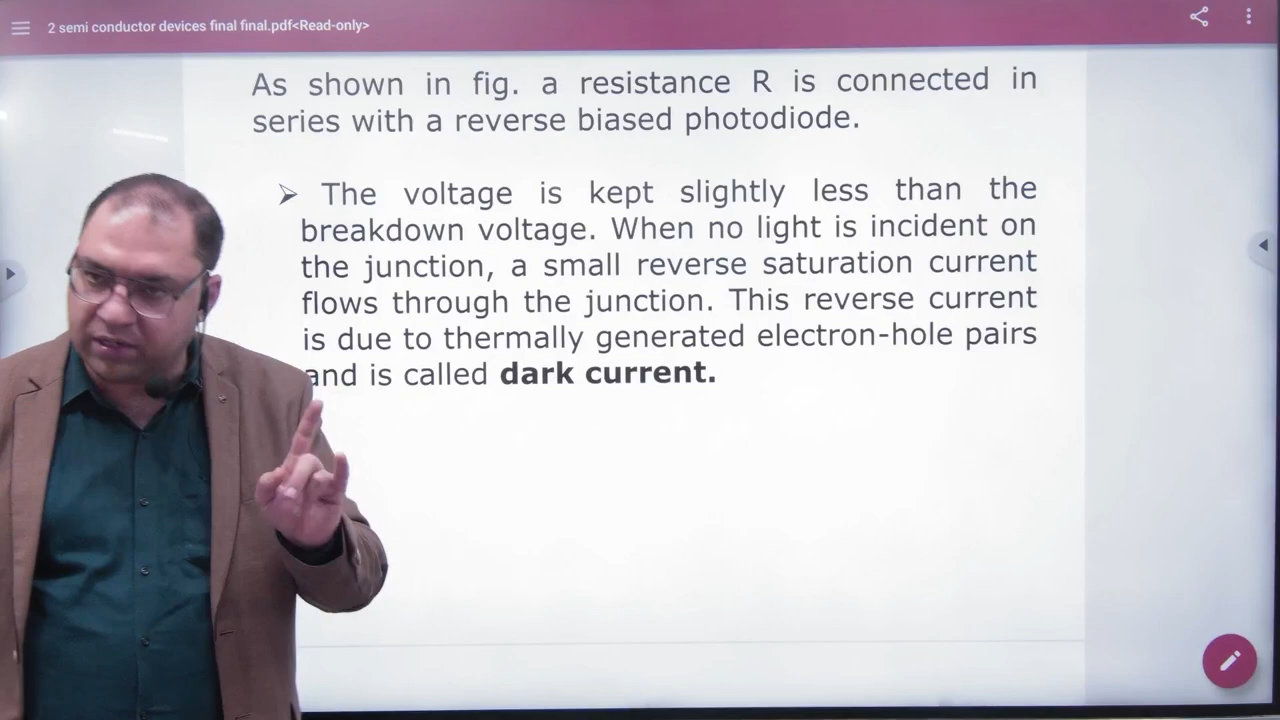 2 semi conductor devices final final.pdf<Read-only>
As shown in fig. a resistance R is connected in
series with a reverse biased photodiode.
➢ The voltage is kept slightly less than the
breakdown voltage. When no light is incident on
the junction, a small reverse saturation current
flows through the junction. This reverse current
is due to thermally generated electron-hole pairs
and is called dark current.